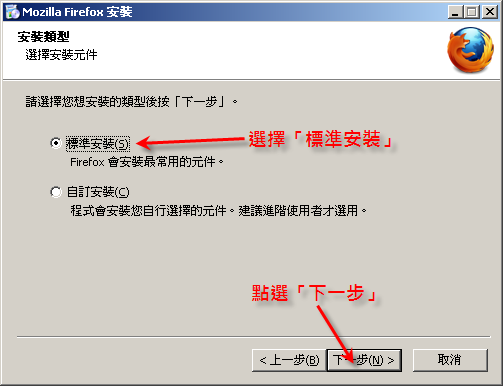 Mozilla Firefox 安裝
安裝類型
選擇安裝元件
請選擇您想安裝的類型後按「下一步」。
標準安裝(S)
選擇「標準安裝」
Firefox 會安裝最常用的元件。
自訂安裝(C)
程式會安裝您自行選擇的元件。建議進階使用者才選用。
點選「下一步」
< 上一步(B)
下一步(N) >
取消